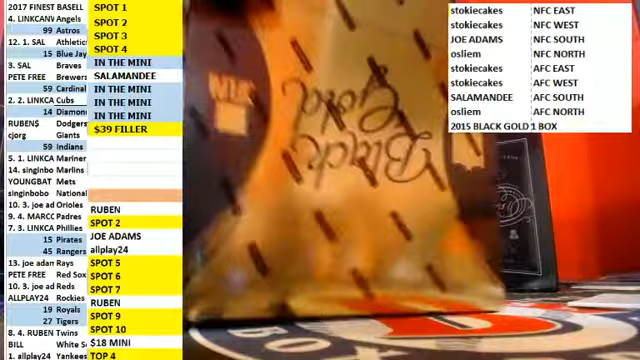 2017 FINEST BASELL
4. LINKCANV Angels
99 Astros
12. 1. SAL Athletic
15 Blue Jay
3. SAL Braves
PETE FREE Brewers
59 Cardinal
2. 2. LINKCA Cubs
14 Diamon
RUBEN$ Dodgers
cjorg Giants
59 Indians
5. 1. LINKCA Mariner
14. singinbo Marlins
YOUNGBAT Mets
singinbobo National
10. 3. joe ad Orioles
9. 4. MARCC Padres
7. 3. LINKCA Phillies
15 Pirates
45 Rangers
13. joe adan Rays
PETE FREE Red Sox
10. 3. joe ad Reds
ALLPLAY24 Rockies
19 Royals
27 Tigers
8. 4. RUBEN Twins
BILL White S
1. allplay24 Yankees
SPOT 1
SPOT 2
SPOT 3
SPOT 4
IN THE MINI
SALAMANDEE
IN THE MINI
IN THE MINI
IN THE MINI
$39 FILLER
RUBEN
SPOT 2
JOE ADAMS
allplay24
SPOT 5
SPOT 6
SPOT 7
RUBEN
SPOT 9
SPOT 10
$18 MINI
TOP 4
Black
Gold
stokiecakes NFC EAST
stokiecakes NFC WEST
JOE ADAMS NFC SOUTH
osliem NFC NORTH
stokiecakes AFC EAST
stokiecakes AFC WEST
SALAMANDEE AFC SOUTH
osliem AFC NORTH
2015 BLACK GOLD 1 BOX